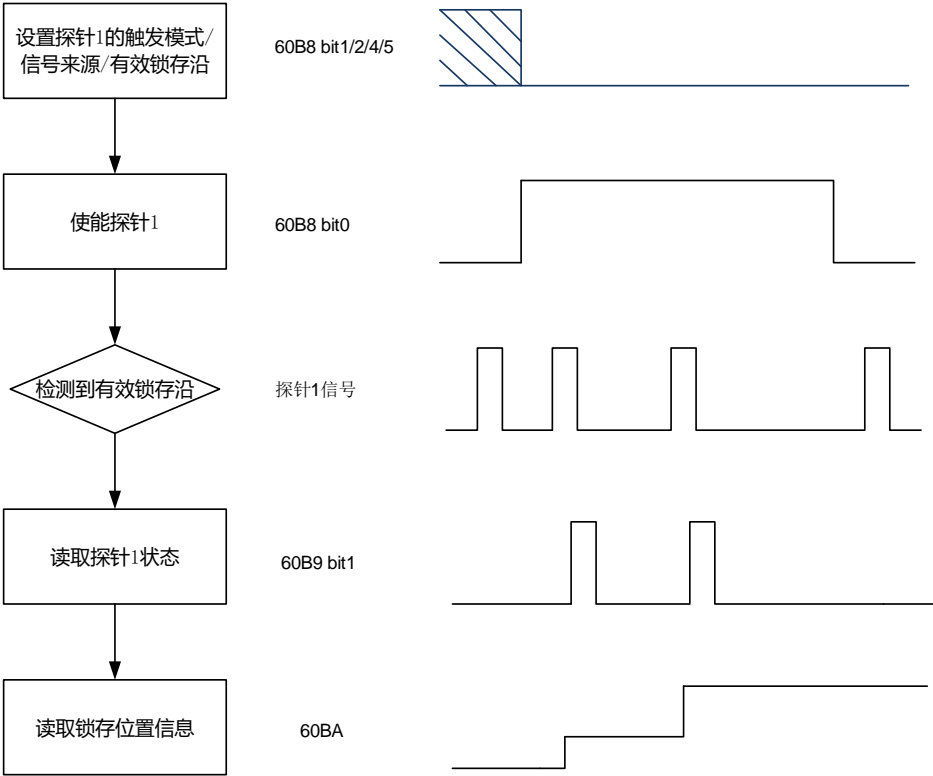 设置探针1的触发模式/
信号来源/有效锁存沿
60B8 bit1/2/4/5
使能探针1
60B8 bit0
检测到有效锁存沿
探针1信号
读取探针1状态
60B9 bit1
读取锁存位置信息
60BA